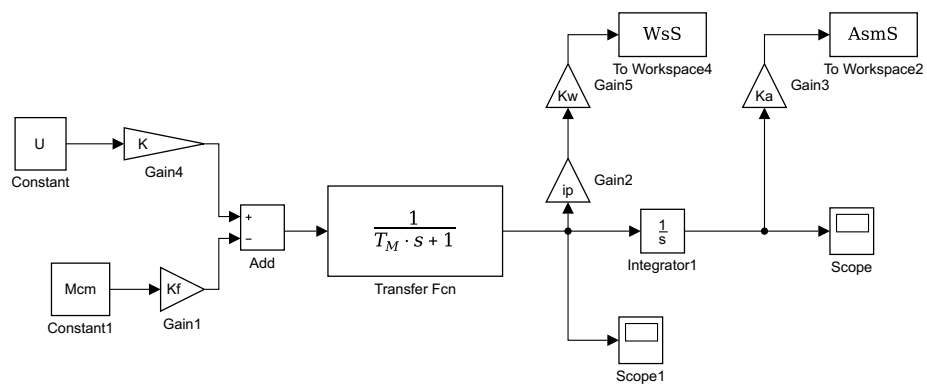 WsS
To Workspace4
AsmS
To Workspace2
Kw
Gain5
Ka
Gain3
U
Constant
K
Gain4
ip
Gain2
+
−
Add
1
T_M · s + 1
Transfer Fcn
1
s
Integrator1
Scope
Mcm
Constant1
Kf
Gain1
Scope1